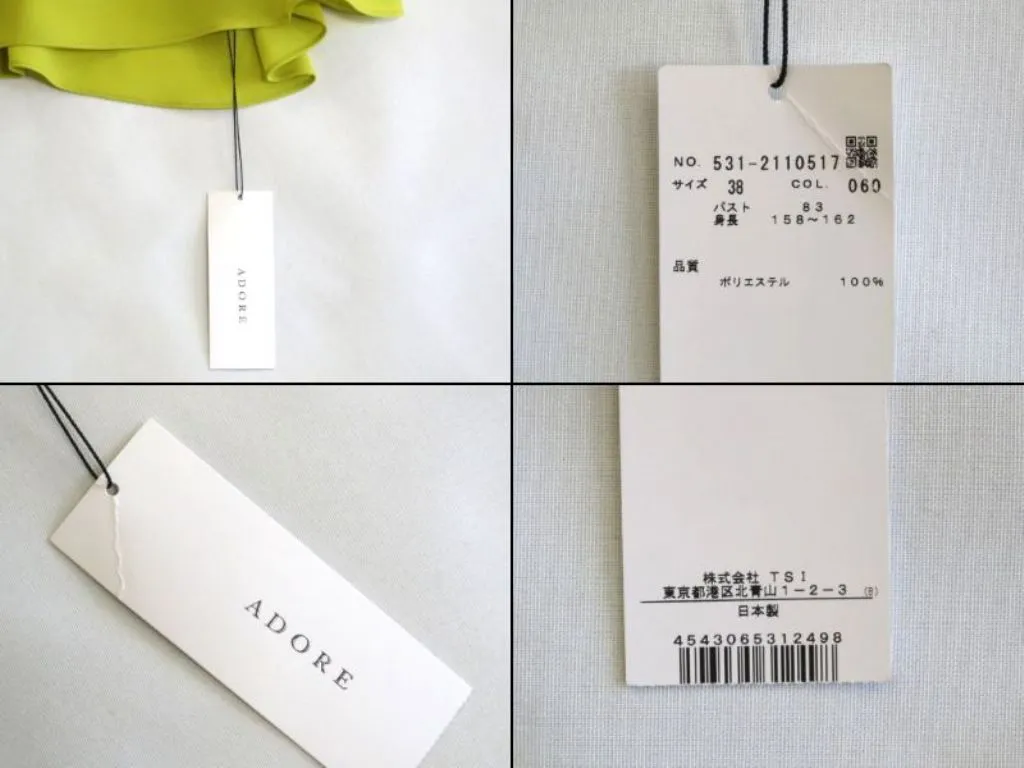 ADORE
NO. 531-2110517
サイズ 38 COL. 060
バスト 83
身長 158~162
品質
ポリエステル 100%
ADORE
株式会社 TSI
東京都港区北青山1-2-3 (B)
日本製
4543065312498